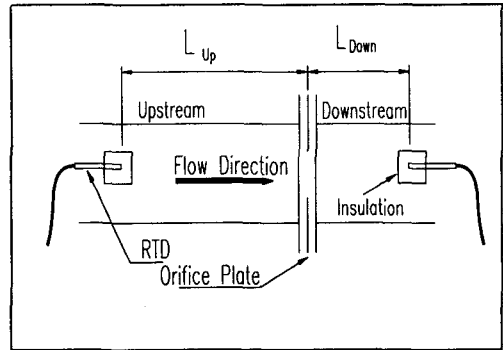 L Up
L Down
Upstream
Downstream
Flow Direction
Insulation
RTD
Orifice Plate